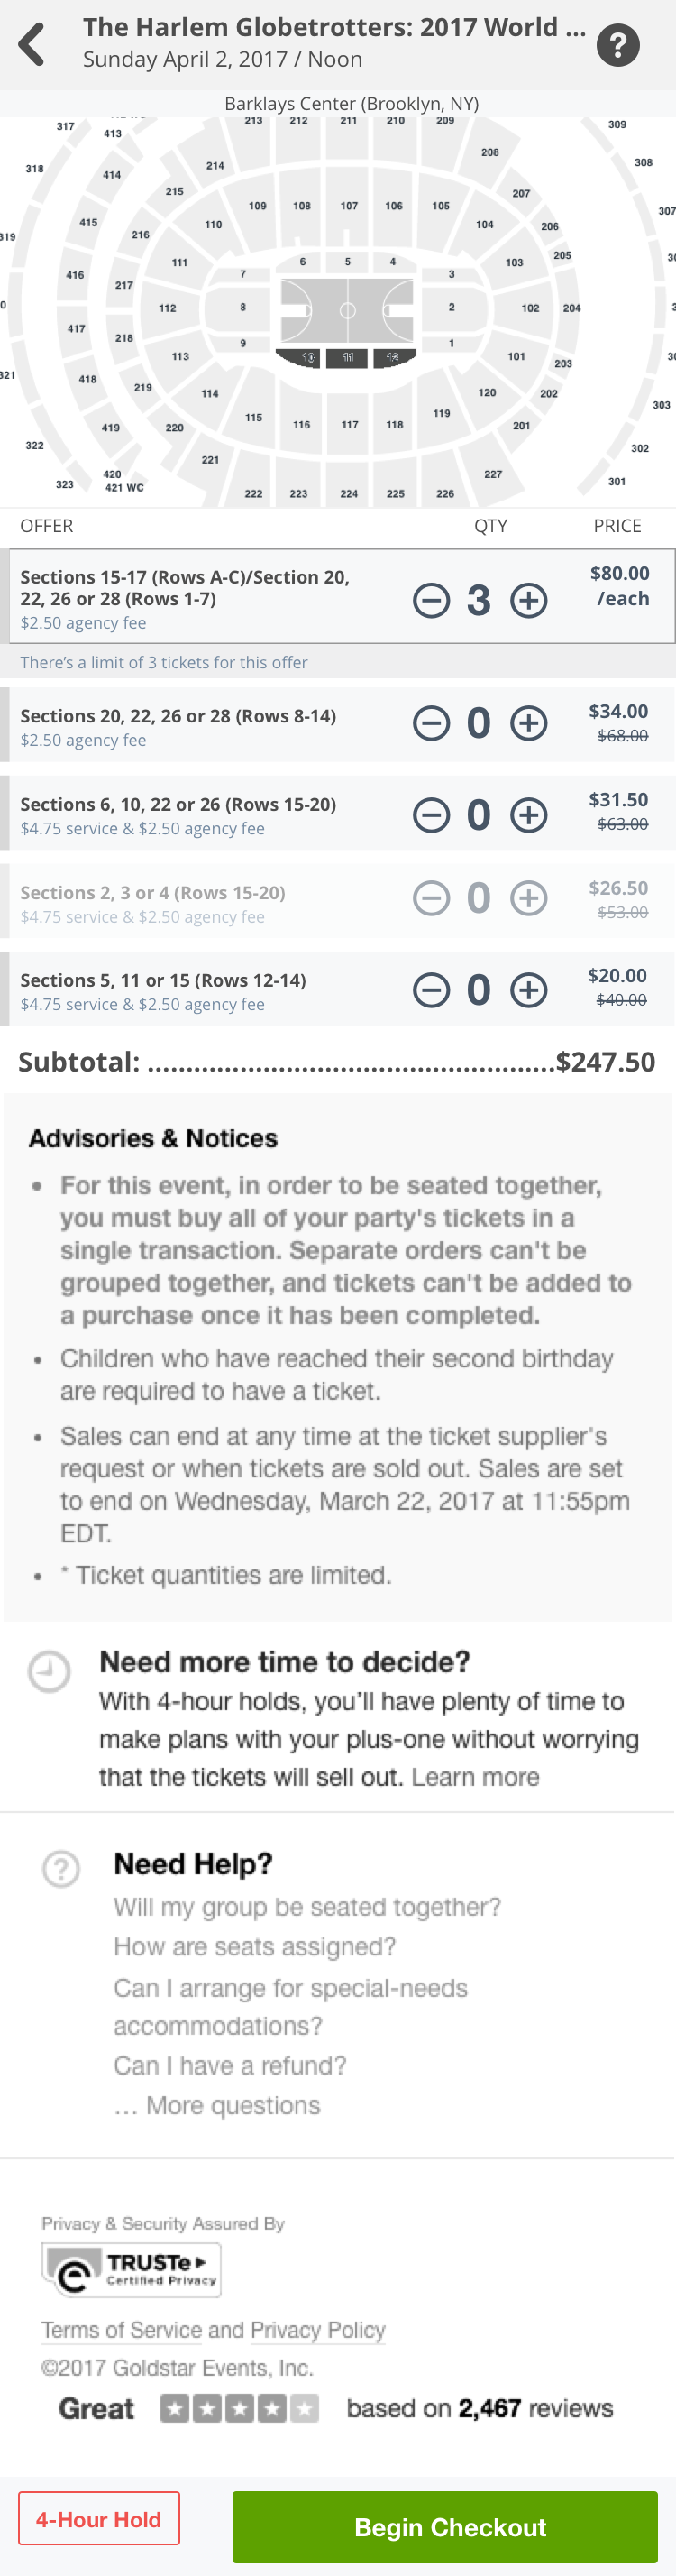 The Harlem Globetrotters: 2017 World ...
?
Sunday April 2, 2017 / Noon
Barklays Center (Brooklyn, NY)
317 413 213 212 211 210 209 309
318 414 214 208 308
215 207 307
415 109 108 107 106 105
319 216 110 104 206
416 111 6 5 4 103 205
217 7 3
112 8 2 102 204
417 218 9 1
113 10 11 12 101 203
321 418 219 114 120 202 303
419 220 115 116 117 118 119 201
322 221 302
323 420 227 301
421 WC 222 223 224 225 226
OFFER QTY PRICE
Sections 15-17 (Rows A-C)/Section 20,
22, 26 or 28 (Rows 1-7)
$2.50 agency fee
3
$80.00
/each
There's a limit of 3 tickets for this offer
Sections 20, 22, 26 or 28 (Rows 8-14)
$2.50 agency fee
0
$34.00
$68.00
Sections 6, 10, 22 or 26 (Rows 15-20)
$4.75 service & $2.50 agency fee
0
$31.50
$63.00
Sections 2, 3 or 4 (Rows 15-20)
$4.75 service & $2.50 agency fee
0
$26.50
$53.00
Sections 5, 11 or 15 (Rows 12-14)
$4.75 service & $2.50 agency fee
0
$20.00
$40.00
Subtotal: .....................................................$247.50
Advisories & Notices
• For this event, in order to be seated together,
you must buy all of your party's tickets in a
single transaction. Separate orders can't be
grouped together, and tickets can't be added to
a purchase once it has been completed.
• Children who have reached their second birthday
are required to have a ticket.
• Sales can end at any time at the ticket supplier's
request or when tickets are sold out. Sales are set
to end on Wednesday, March 22, 2017 at 11:55pm
EDT.
• * Ticket quantities are limited.
Need more time to decide?
With 4-hour holds, you'll have plenty of time to
make plans with your plus-one without worrying
that the tickets will sell out. Learn more
? Need Help?
Will my group be seated together?
How are seats assigned?
Can I arrange for special-needs
accommodations?
Can I have a refund?
... More questions
Privacy & Security Assured By
TRUSTe
Certified Privacy
Terms of Service and Privacy Policy
©2017 Goldstar Events, Inc.
Great based on 2,467 reviews
4-Hour Hold
Begin Checkout